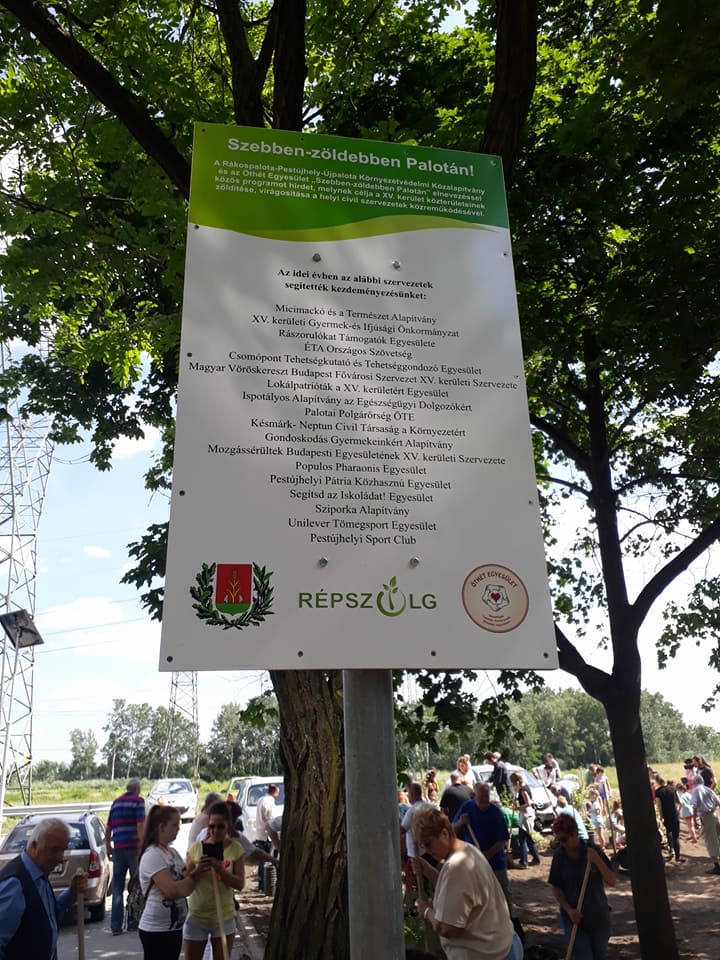 Szebben-zöldebben Palotán!
A Rákospalota-Pestújhely-Újpalota Környezetvédelmi Közalapítvány
és az Öthét Egyesület „Szebben-zöldebben Palotán" elnevezéssel
közös programot hirdet, melynek célja a XV. kerület közterületeinek
zöldítése, virágosítása a helyi civil szervezetek közreműködésével.
Az idei évben az alábbi szervezetek
segítették kezdeményezésünket:
Micimackó és a Természet Alapítvány
XV. kerületi Gyermek-és Ifjúsági Önkormányzat
Rászorulókat Támogatók Egyesülete
ÉTA Országos Szövetség
Csomópont Tehetségkutató és Tehetséggondozó Egyesület
Magyar Vöröskereszt Budapest Fővárosi Szervezet XV. kerületi Szervezete
Lokálpatrióták a XV. kerületért Egyesület
Ispotályos Alapítvány az Egészségügyi Dolgozókért
Palotai Polgárőrség ÖTE
Késmárk- Neptun Civil Társaság a Környezetért
Gondoskodás Gyermekeinkért Alapítvány
Mozgássérültek Budapesti Egyesületének XV. kerületi Szervezete
Populos Pharaonis Egyesület
Pestújhelyi Pátria Közhasznú Egyesület
Segítsd az Iskoládat! Egyesület
Sziporka Alapítvány
Unilever Tömegsport Egyesület
Pestújhelyi Sport Club
RÉPSZOLG
ÖTHÉT EGYESÜLET